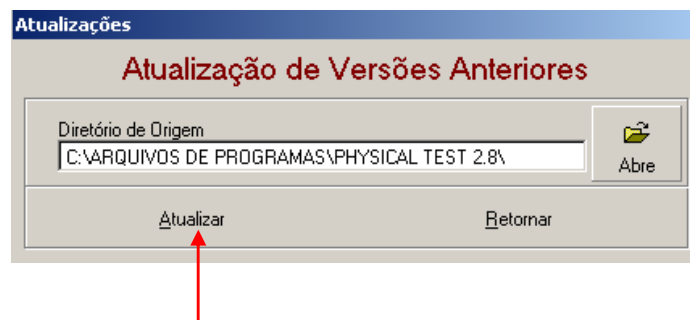 Atualizações
Atualização de Versões Anteriores
Diretório de Origem
C:\ARQUIVOS DE PROGRAMAS\PHYSICAL TEST 2.8\
Abre
Atualizar
Retornar